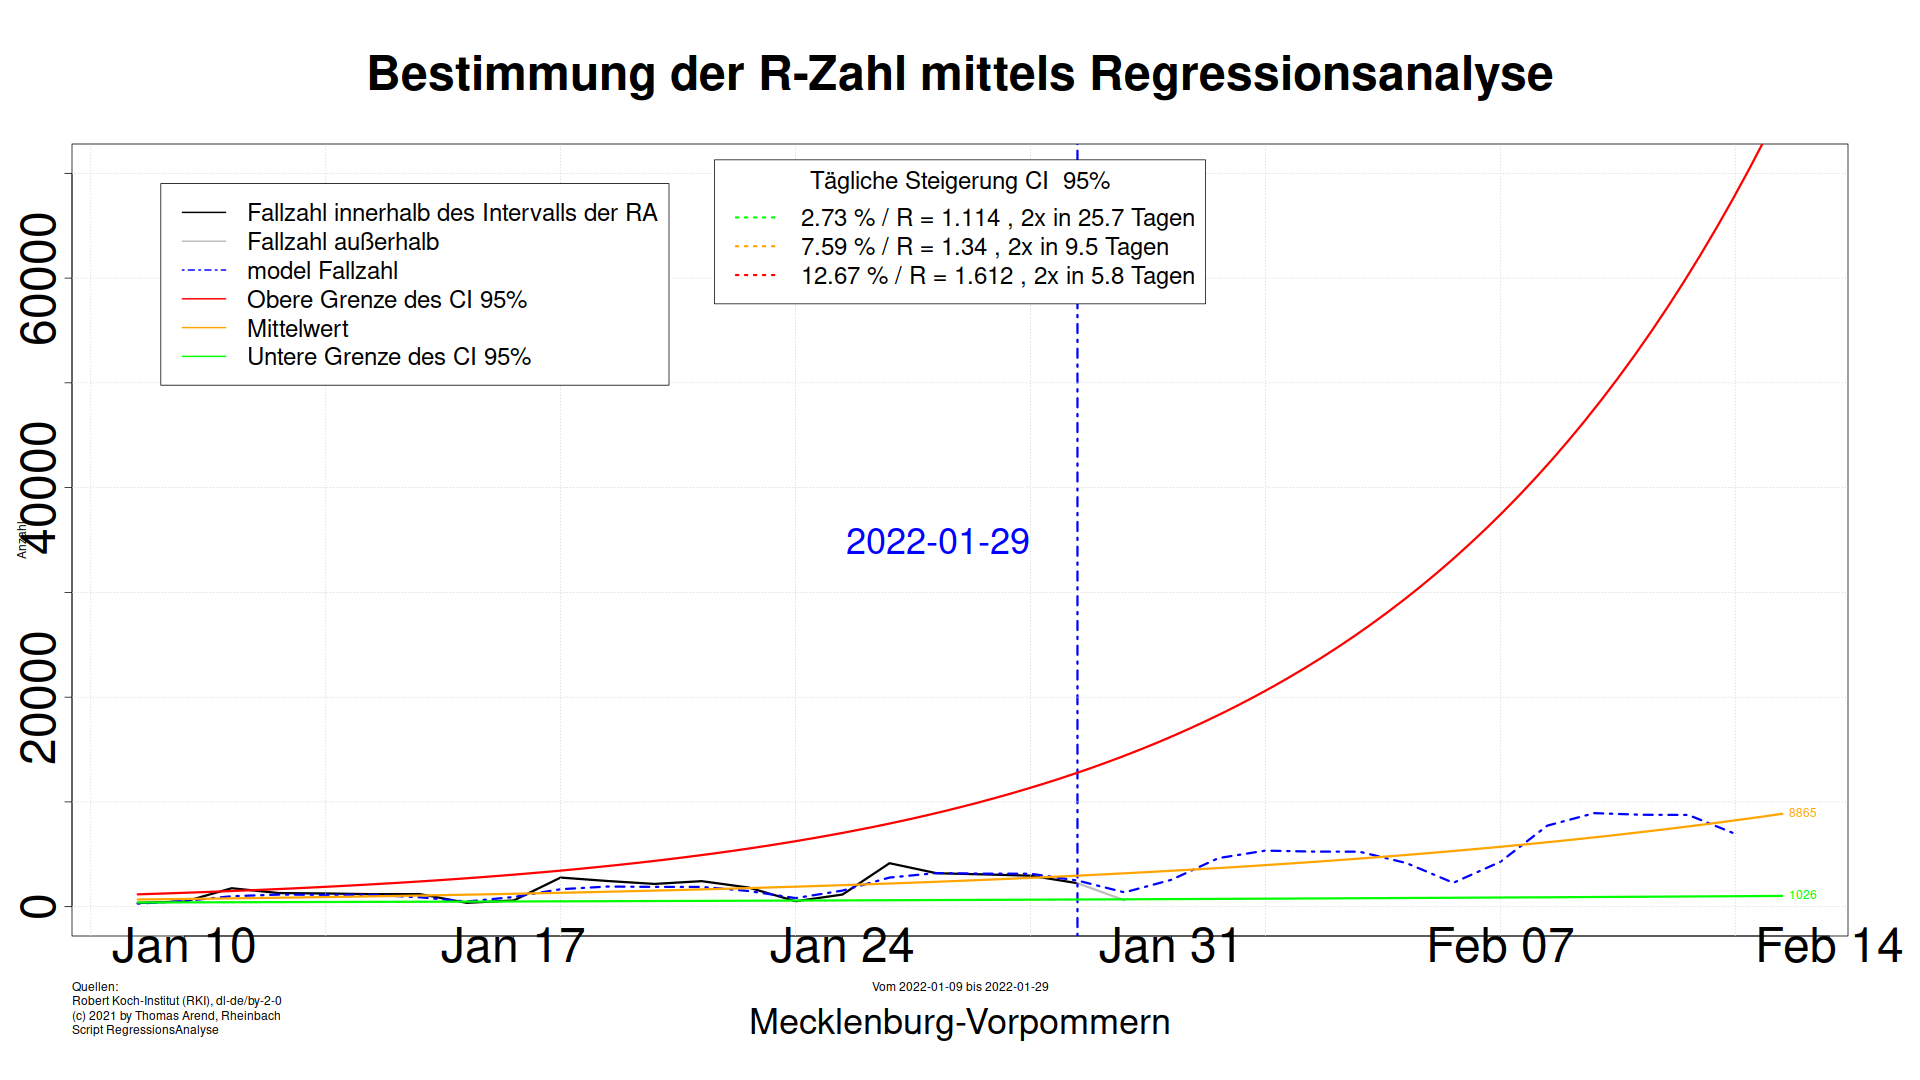 Bestimmung der R-Zahl mittels Regressionsanalyse
Fallzahl innerhalb des Intervalls der RA
Fallzahl außerhalb
model Fallzahl
Obere Grenze des CI 95%
Mittelwert
Untere Grenze des CI 95%
Tägliche Steigerung CI  95%
2.73 % / R = 1.114 , 2x in 25.7 Tagen
7.59 % / R = 1.34 , 2x in 9.5 Tagen
12.67 % / R = 1.612 , 2x in 5.8 Tagen
60000
40000
20000
0
Anzahl
2022-01-29
8865
1026
Jan 10
Jan 17
Jan 24
Jan 31
Feb 07
Feb 14
Quellen:
Robert Koch-Institut (RKI), dl-de/by-2-0
(c) 2021 by Thomas Arend, Rheinbach
Script RegressionsAnalyse
Vom 2022-01-09 bis 2022-01-29
Mecklenburg-Vorpommern